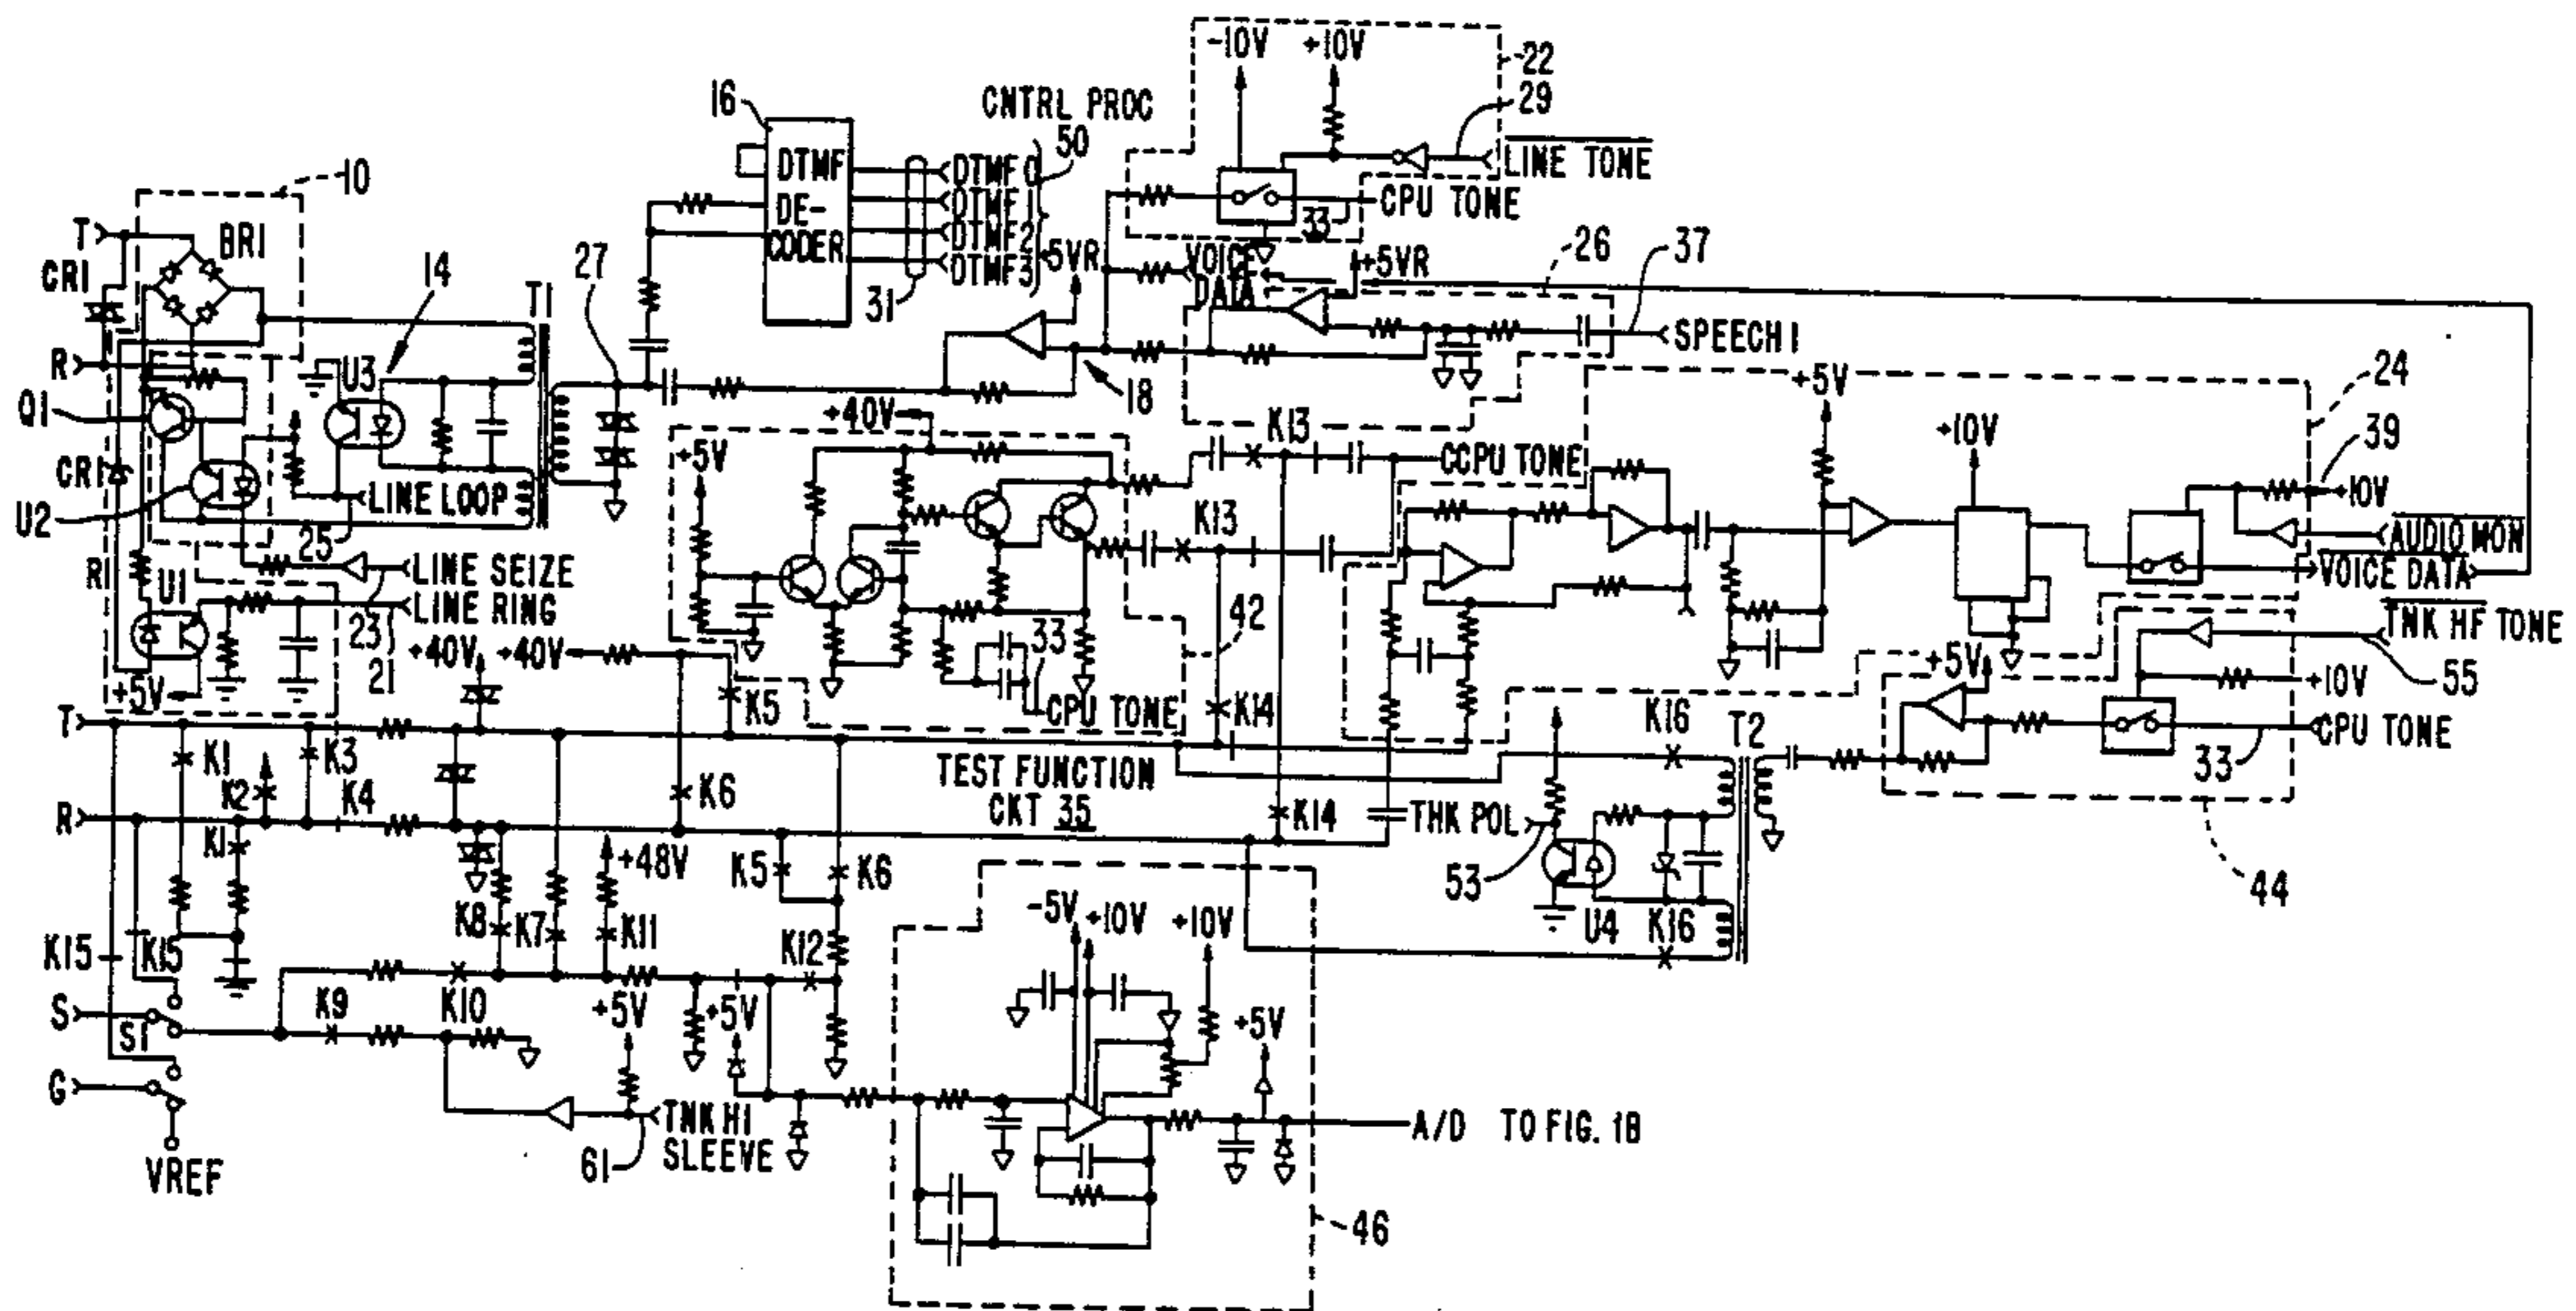 -10V +10V
22
16
CNTRL PROC
50
29
LINE TONE
DTMF
DE-
CODER
DTMF 0
DTMF 1
DTMF2
DTMF3
31
CPU TONE
33
10
T
BR1
CR1
14
T1
27
+5VR
VOICE
DATA
+5VR
26
37
SPEECH 1
R
U3
Q1
18
24
+5V
39
+40V
K13
+10V
+10V
CR1
+5V
CCPU TONE
U2
LINE LOOP
25
K13
AUDIO MON
VOICE DATA
R1
U1
LINE SEIZE
LINE RING
23
21
42
TNK HF TONE
+40V
+40V
33
+5V
55
+5V
K5
CPU TONE
K14
K16
T2
+10V
T
CPU TONE
33
K1
K3
K2
K4
K6
TEST FUNCTION
CKT 35
R
K1
K14
THK POL
53
44
+48V
K5
K6
U4
K16
K8
K7
K11
-5V
+10V
+10V
K15
K15
K12
S
S1
K9
K10
+5V
+5V
+5V
G
TNK H1
SLEEVE
61
A/D TO FIG. 1B
VREF
46